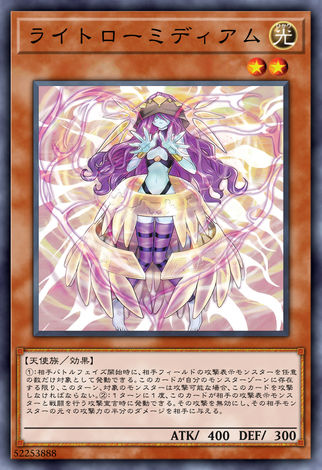 ライトローミディアム
光
【天使族／効果】
①：相手バトルフェイズ開始時に、相手フィールドの攻撃表示モンスターを任意
の数だけ対象として発動できる。このカードが自分のモンスターゾーンに存在す
る限り、このターン、対象のモンスターは攻撃可能な場合、このカードに攻撃し
なければならない。②：１ターンに１度、このカードが相手の攻撃表示モンス
ターと戦闘を行う攻撃宣言時に発動できる。その攻撃を無効にし、その相手モンス
ターの元々の攻撃力の半分のダメージを相手に与える。
ATK/ 400 DEF/ 300
52253888